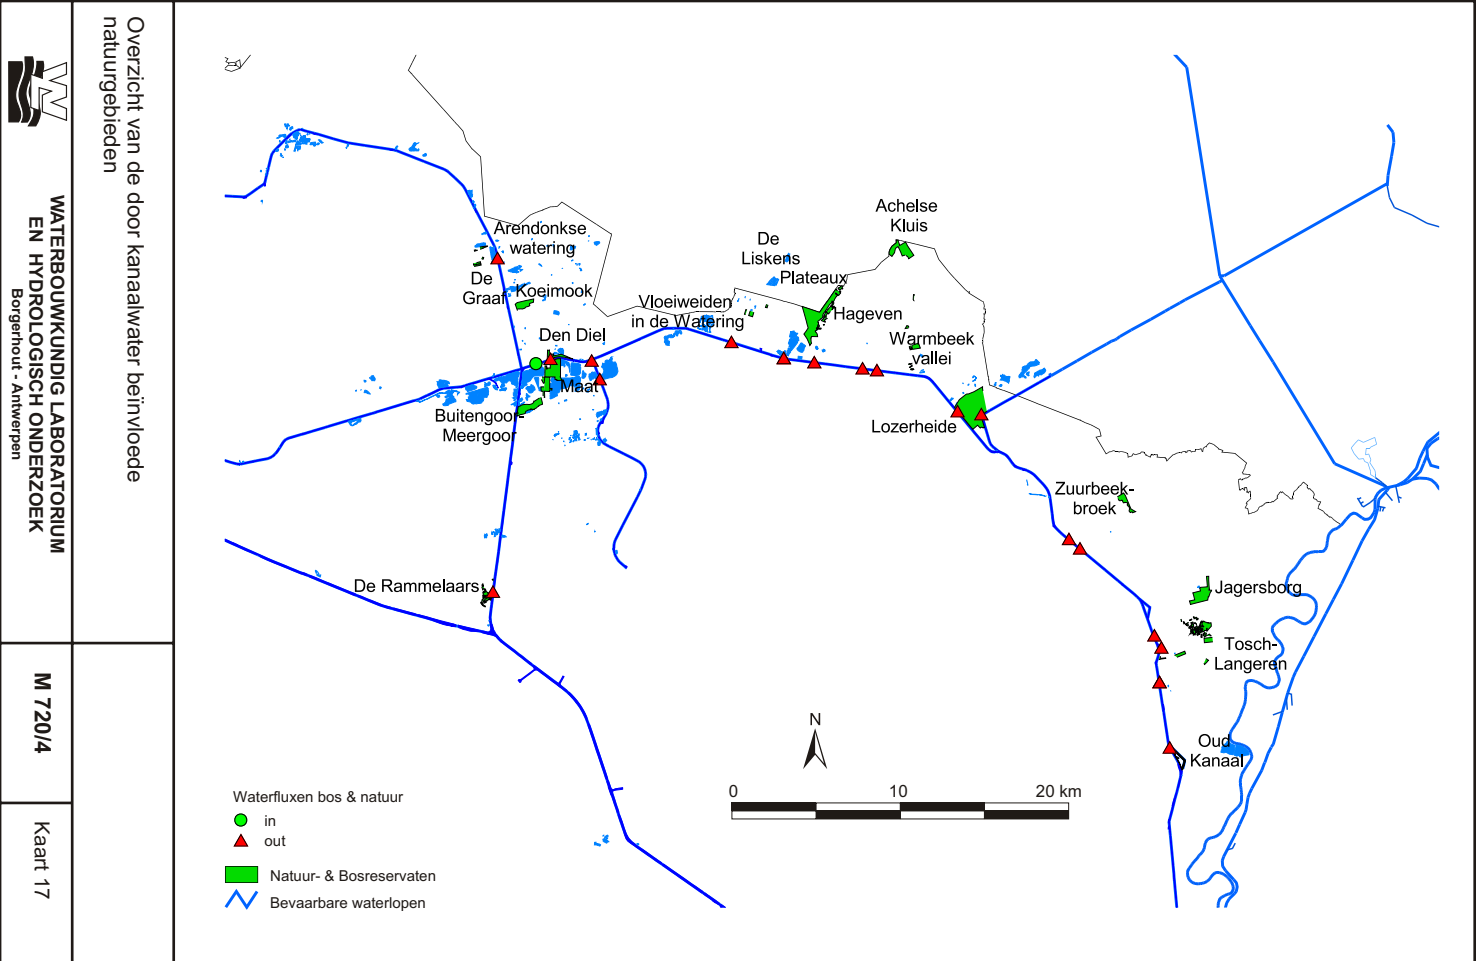 Overzicht van de door kanaalwater beïnvloede
natuurgebieden
WATERBOUWKUNDIG LABORATORIUM
EN HYDROLOGISCH ONDERZOEK
Borgerhout - Antwerpen
M 720/4
Kaart 17
Achelse
Kluis
Arendonkse
watering
De
Liskens
De
Graaf
Koeimook
Plateaux
Vloeiweiden
in de Watering
Hageven
Den Diel
Warmbeek
vallei
Maat
Buitengoor-
Meergoor
Lozerheide
Zuurbeek-
broek
De Rammelaars
Jagersborg
Tosch-
Langeren
Oud
Kanaal
N
0 10 20 km
Waterfluxen bos & natuur
in
out
Natuur- & Bosreservaten
Bevaarbare waterlopen